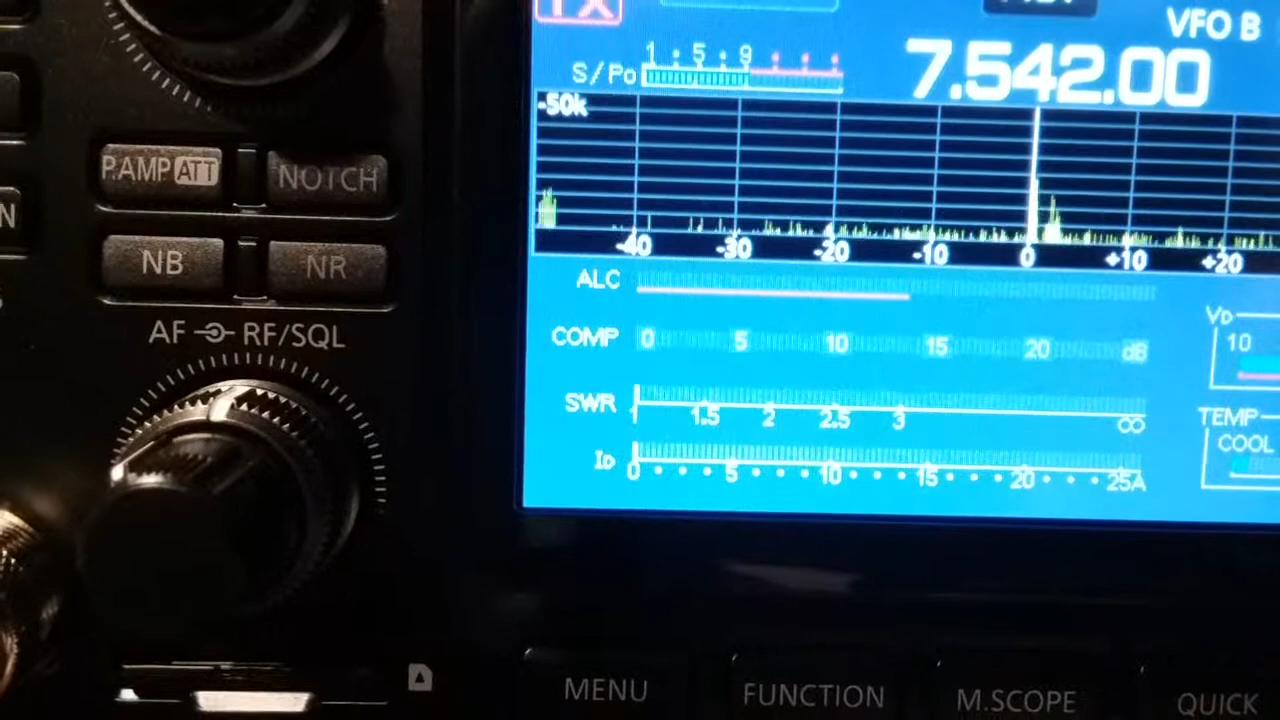 TX
VFO B
1 5 9
S/Po
7.542.00
-50k
-40 -30 -20 -10 0 +10 +20
ALC
COMP 0 5 10 15 20 dB
SWR 1 1.5 2 2.5 3 ∞
ID 0 5 10 15 20 25A
VD
10
TEMP
COOL
P.AMP ATT
NOTCH
NB
NR
AF RF/SQL
MENU
FUNCTION
M.SCOPE
QUICK
N